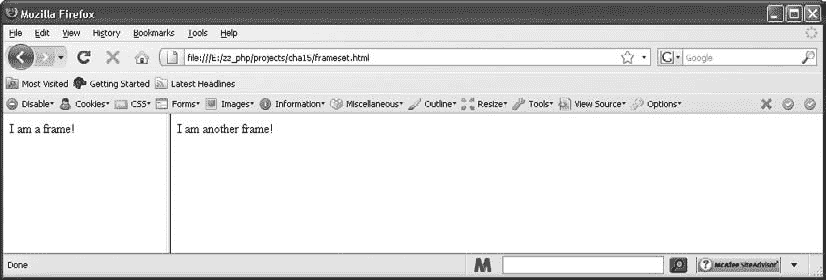 Mozilla Firefox
File Edit View History Bookmarks Tools Help
file:///E:/zz_php/projects/cha15/frameset.html
Google
Most Visited Getting Started Latest Headlines
Disable Cookies CSS Forms Images Information Miscellaneous Outline Resize Tools View Source Options
I am a frame! I am another frame!
Done McAfee SiteAdvisor